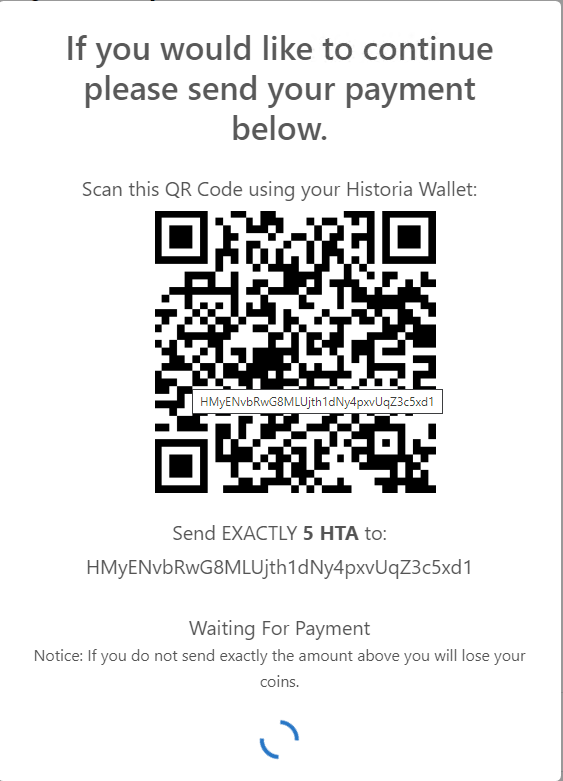 If you would like to continue
please send your payment
below.
Scan this QR Code using your Historia Wallet:
HMyENvbRwG8MLUjth1dNy4pxvUqZ3c5xd1
Send EXACTLY 5 HTA to:
HMyENvbRwG8MLUjth1dNy4pxvUqZ3c5xd1
Waiting For Payment
Notice: If you do not send exactly the amount above you will lose your
coins.